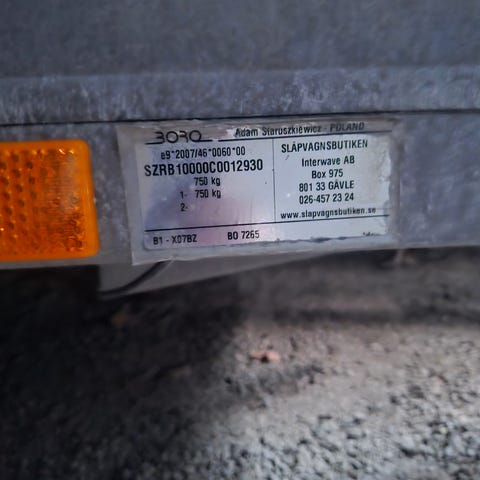 BORO Adam Staruszkiewicz - POLAND
e9*2007/46*0060*00
SZRB10000C0012930
750 kg
1- 750 kg
2-
B1 - X07BZ BO 7265
SLÄPVAGNSBUTIKEN
Interwave AB
Box 975
801 33 GÄVLE
026-457 23 24
www.slapvagnsbutiken.se